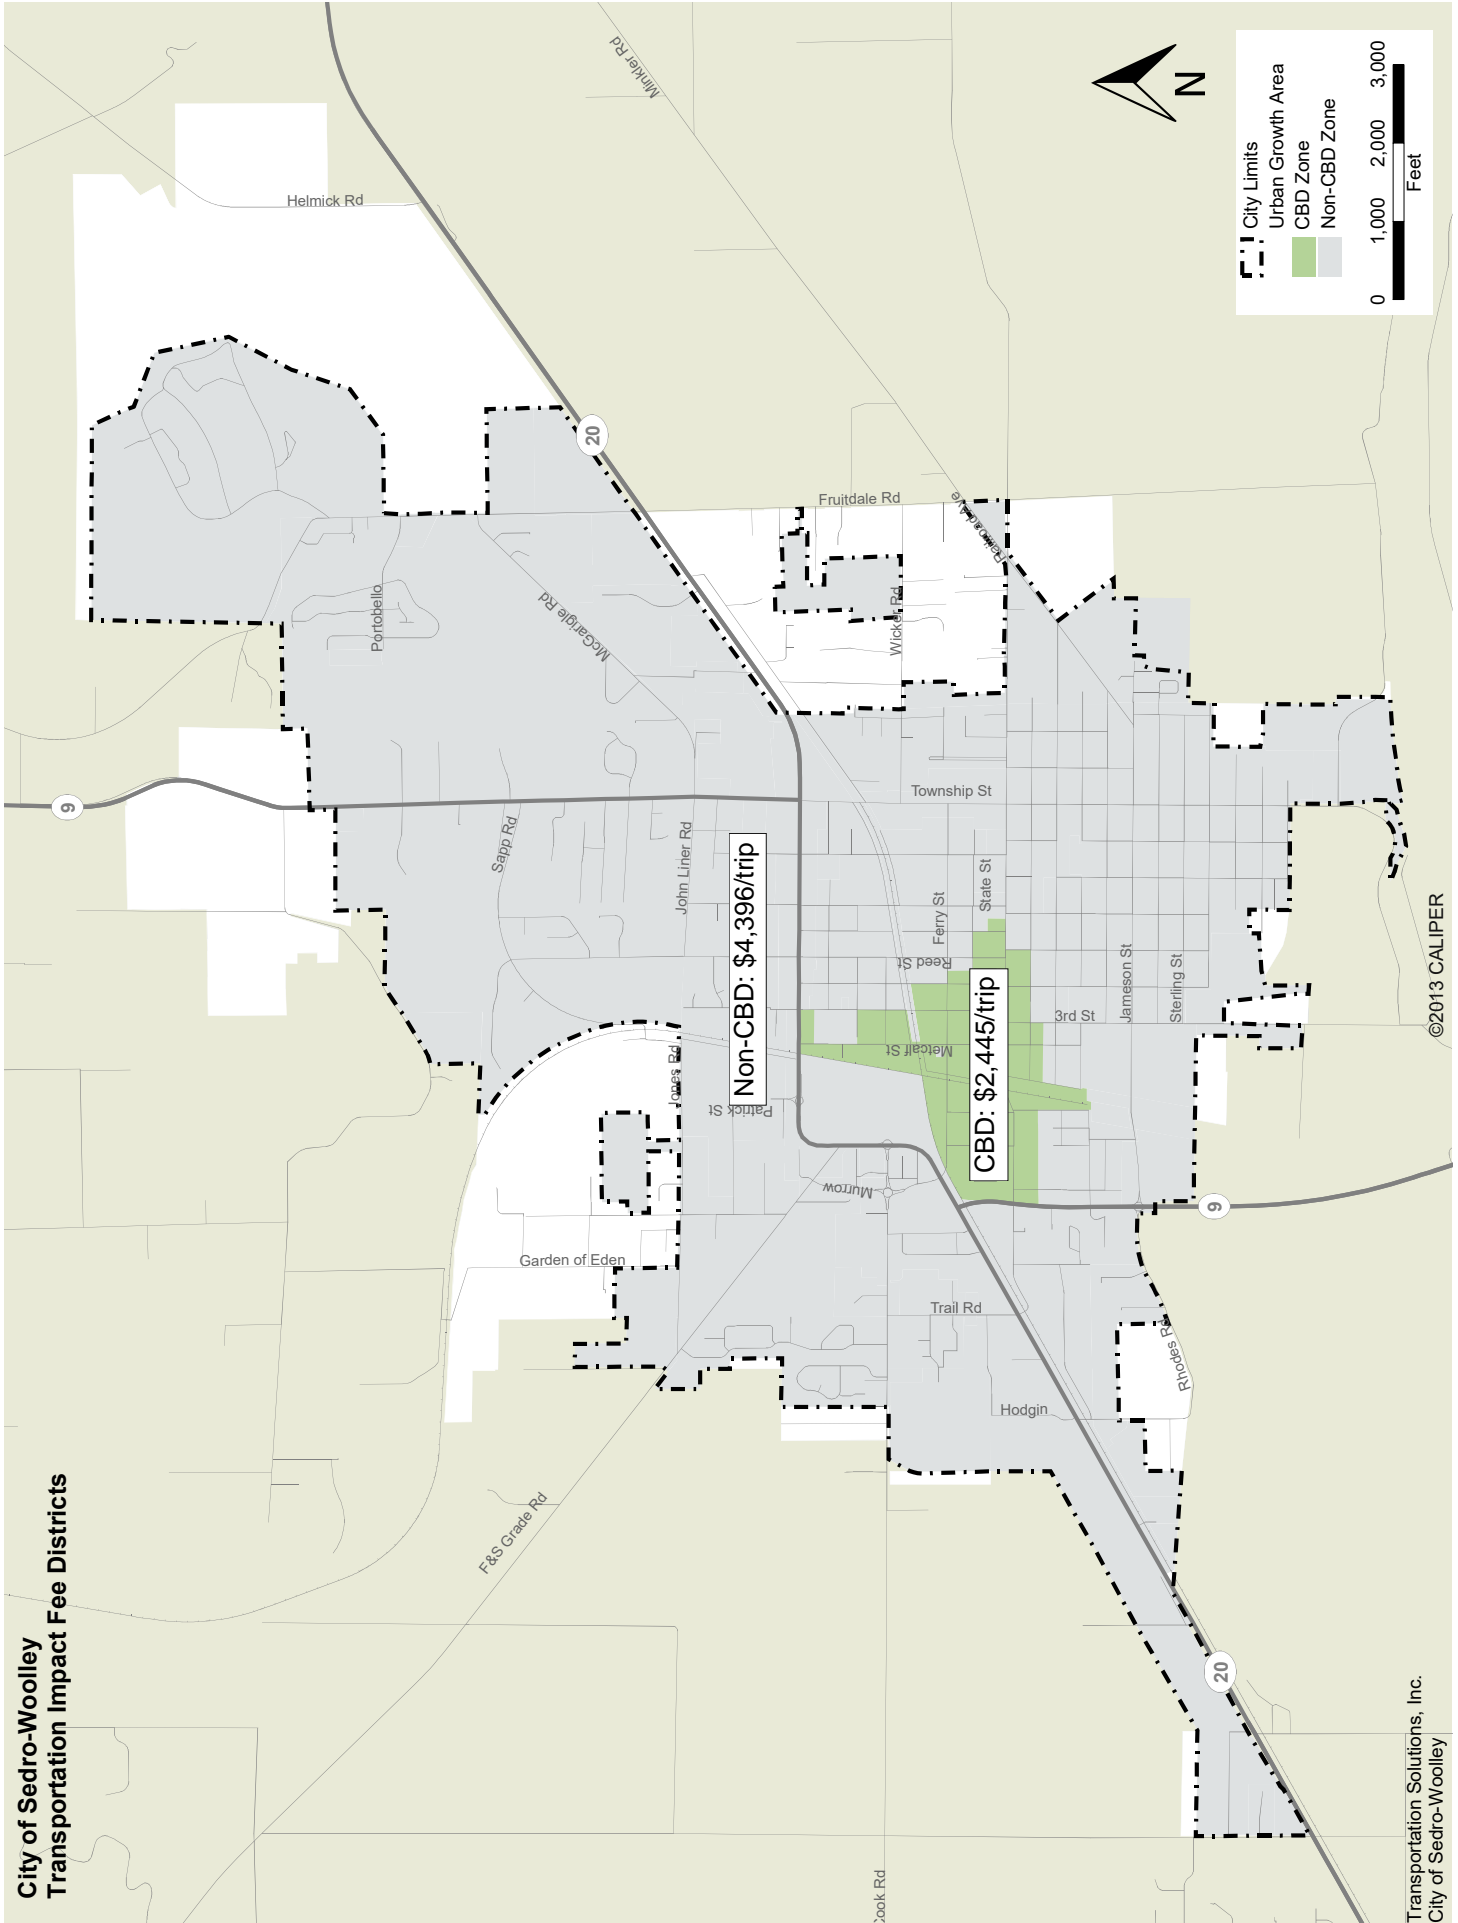 City of Sedro-Woolley
Transportation Impact Fee Districts
Minkler Rd
Helmick Rd
N
City Limits
Urban Growth Area
CBD Zone
Non-CBD Zone
0 1,000 2,000 3,000
Feet
20
Fruitdale Rd
Railroad Ave
Portobello
McGarigle Rd
Wicker Rd
9
Township St
Sapp Rd
John Liner Rd
Non-CBD: $4,396/trip
State St
Ferry St
Reed St
CBD: $2,445/trip
Jameson St
Sterling St
3rd St
Metcalf St
Jones Rd
Patrick St
Murrow
9
Garden of Eden
Trail Rd
Rhodes Rd
Hodgin
F&S Grade Rd
20
Cook Rd
©2013 CALIPER
Transportation Solutions, Inc.
City of Sedro-Woolley